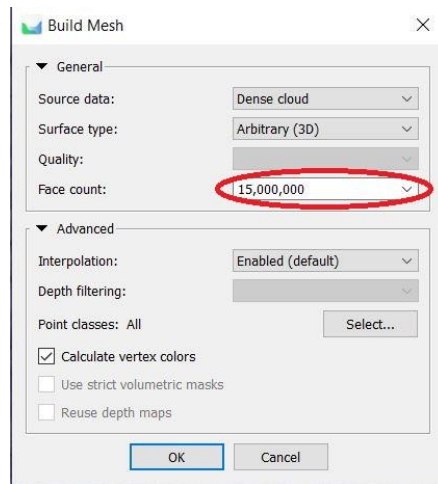 Build Mesh
General
Source data: Dense cloud
Surface type: Arbitrary (3D)
Quality:
Face count: 15,000,000
Advanced
Interpolation: Enabled (default)
Depth filtering:
Point classes: All Select...
Calculate vertex colors
Use strict volumetric masks
Reuse depth maps
OK Cancel